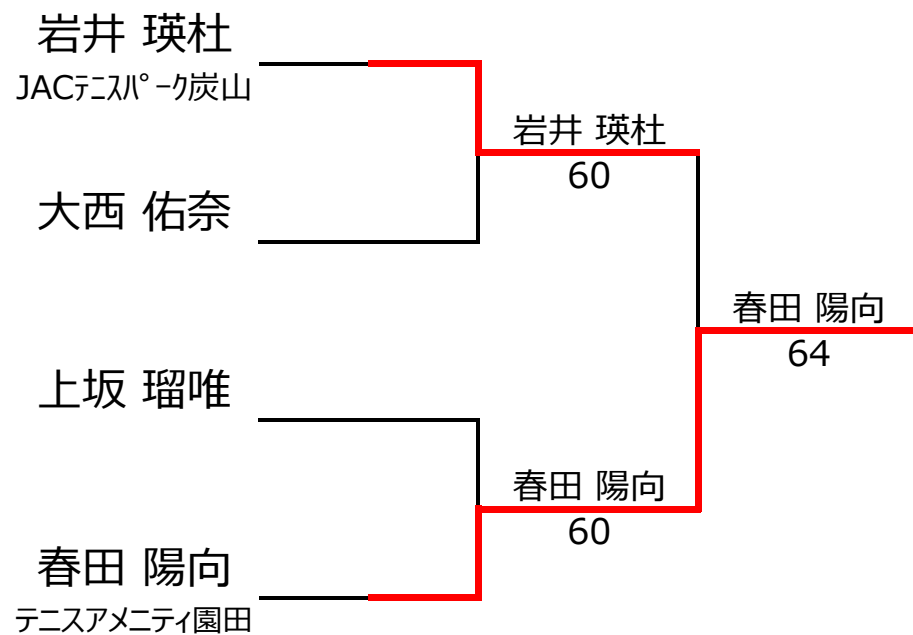 岩井 瑛杜
JACﾃﾆｽﾊﾟｰｸ炭山
岩井 瑛杜
60
大西 佑奈
春田 陽向
64
上坂 瑠唯
春田 陽向
60
春田 陽向
テニスアメニティ園田